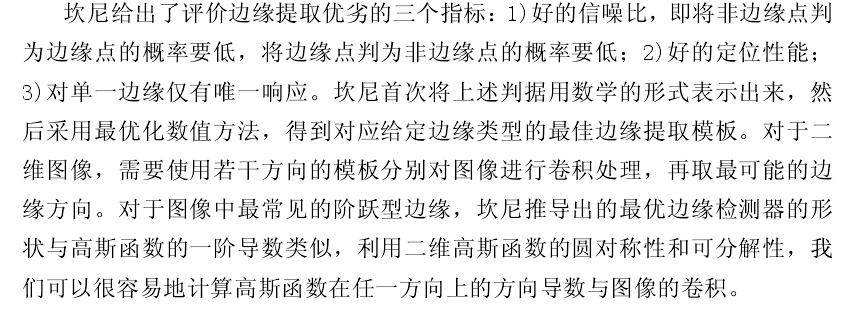 坎尼给出了评价边缘提取优劣的三个指标：1)好的信噪比，即将非边缘点判
为边缘点的概率要低，将边缘点判为非边缘点的概率要低；2)好的定位性能；
3)对单一边缘仅有唯一响应。坎尼首次将上述判据用数学的形式表示出来，然
后采用最优化数值方法，得到对应给定边缘类型的最佳边缘提取模板。对于二
维图像，需要使用若干方向的模板分别对图像进行卷积处理，再取最可能的边
缘方向。对于图像中最常见的阶跃型边缘，坎尼推导出的最优边缘检测器的形
状与高斯函数的一阶导数类似，利用二维高斯函数的圆对称性和可分解性，我
们可以很容易地计算高斯函数在任一方向上的方向导数与图像的卷积。